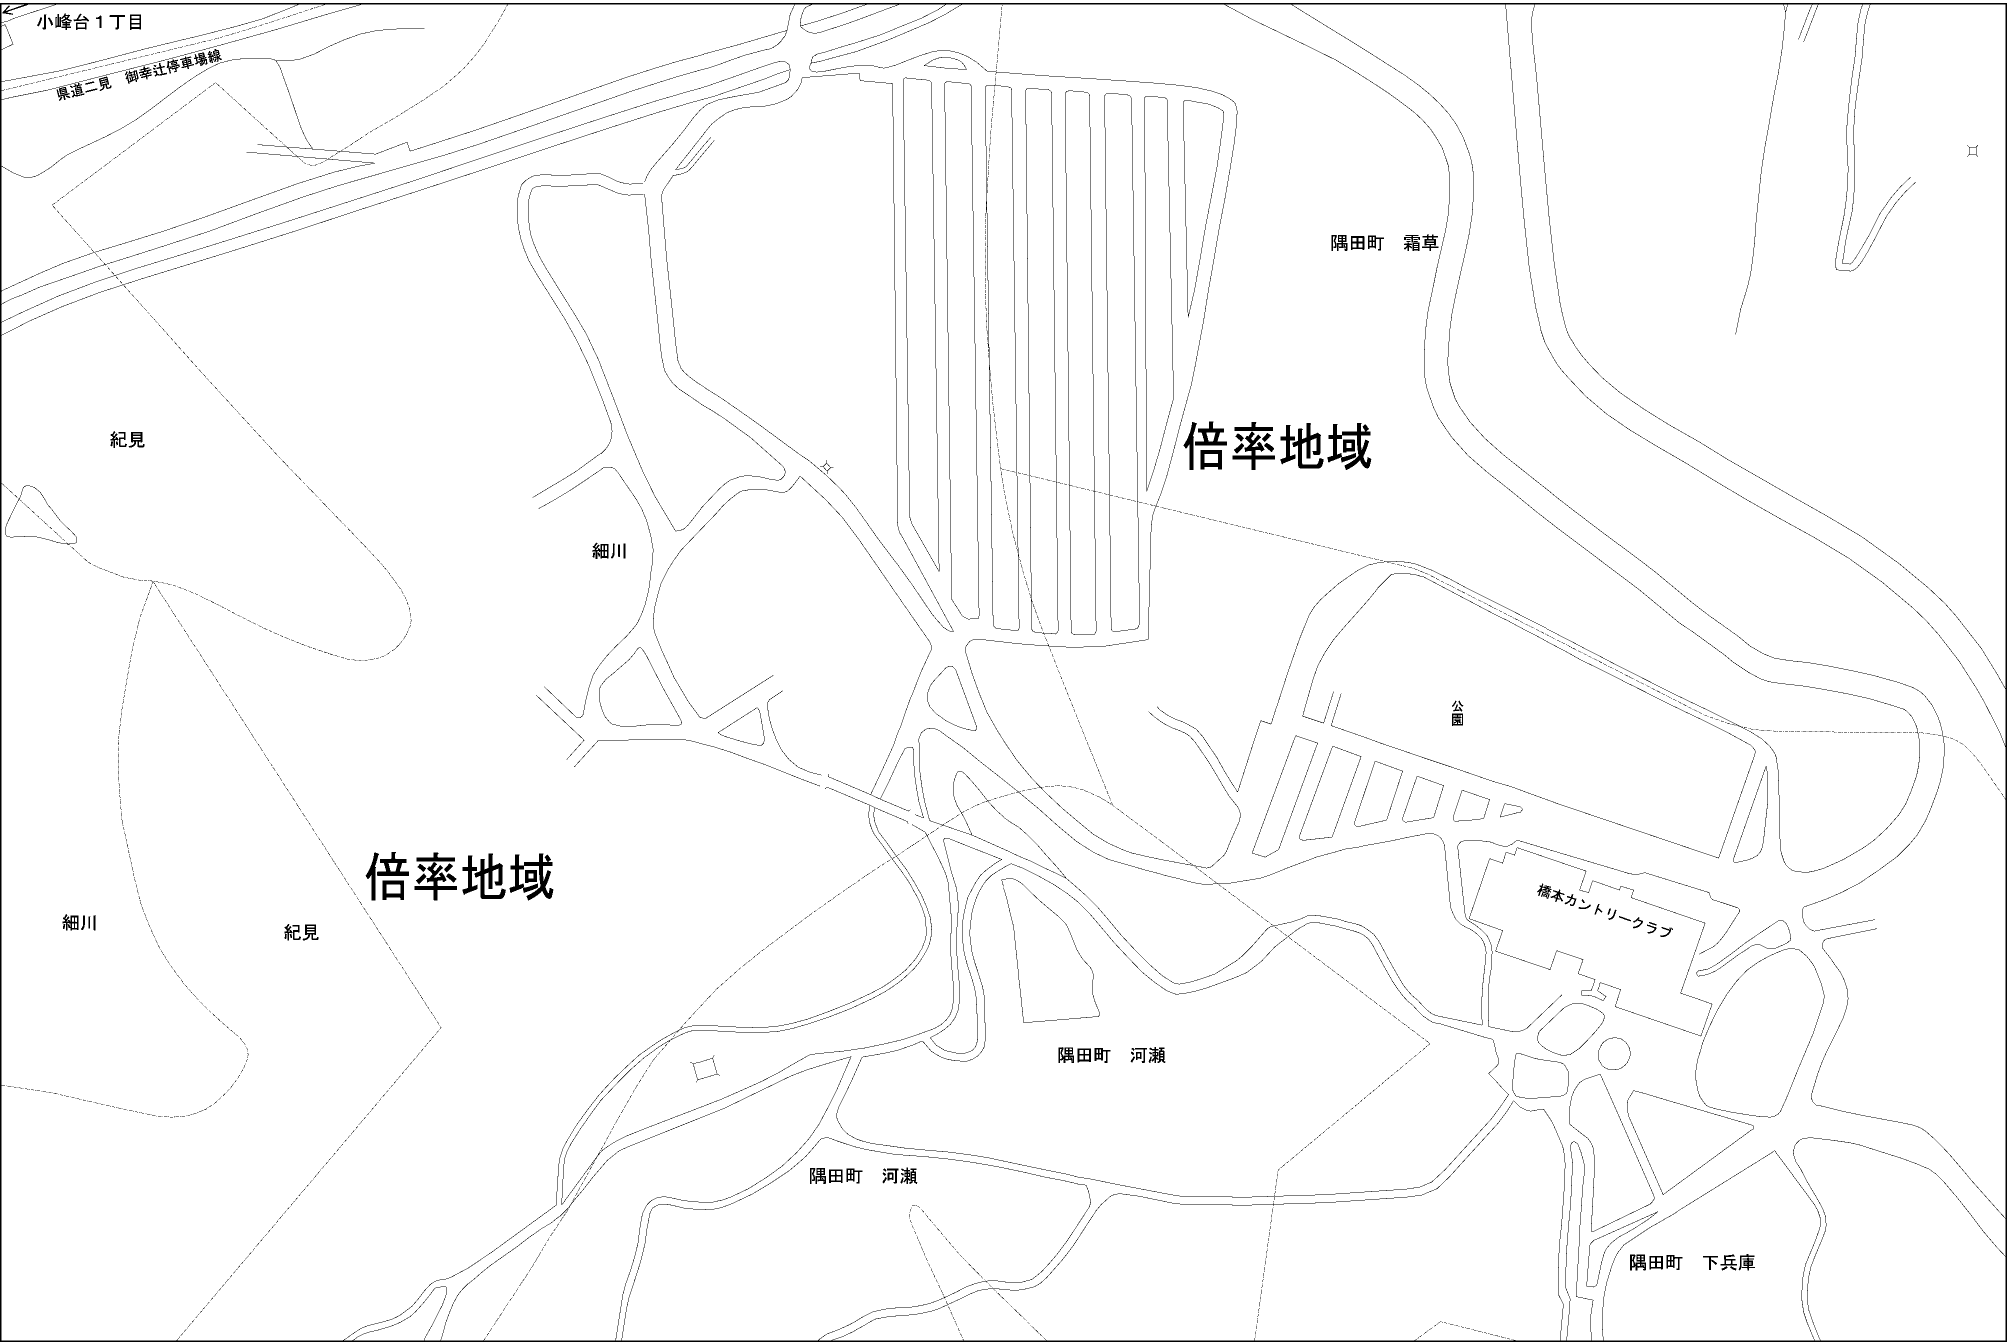 小峰台１丁目
県道二見　御幸辻停車場線
隅田町　霜草
紀見
倍率地域
細川
公園
倍率地域
橋本カントリークラブ
細川
紀見
隅田町　河瀬
隅田町　河瀬
隅田町　下兵庫